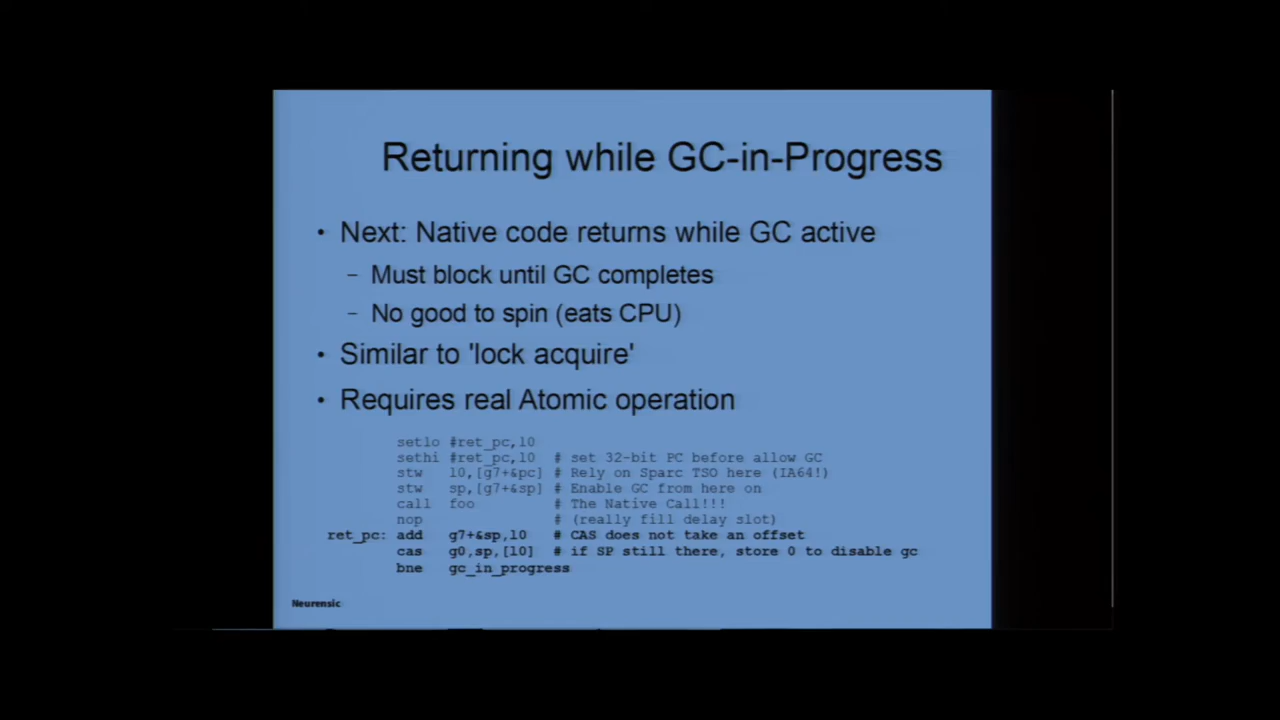 Returning while GC-in-Progress
• Next: Native code returns while GC active
– Must block until GC completes
– No good to spin (eats CPU)
• Similar to 'lock acquire'
• Requires real Atomic operation
setlo #ret_pc,l0
sethi #ret_pc,l0 # set 32-bit PC before allow GC
stw l0,[g7+&pc] # Rely on Sparc TSO here (IA64!)
stw sp,[g7+&sp] # Enable GC from here on
call foo # The Native Call!!!
nop # (really fill delay slot)
ret_pc: add g7+&sp,l0 # CAS does not take an offset
cas g0,sp,[l0] # if SP still there, store 0 to disable gc
bne gc_in_progress
Neurensic